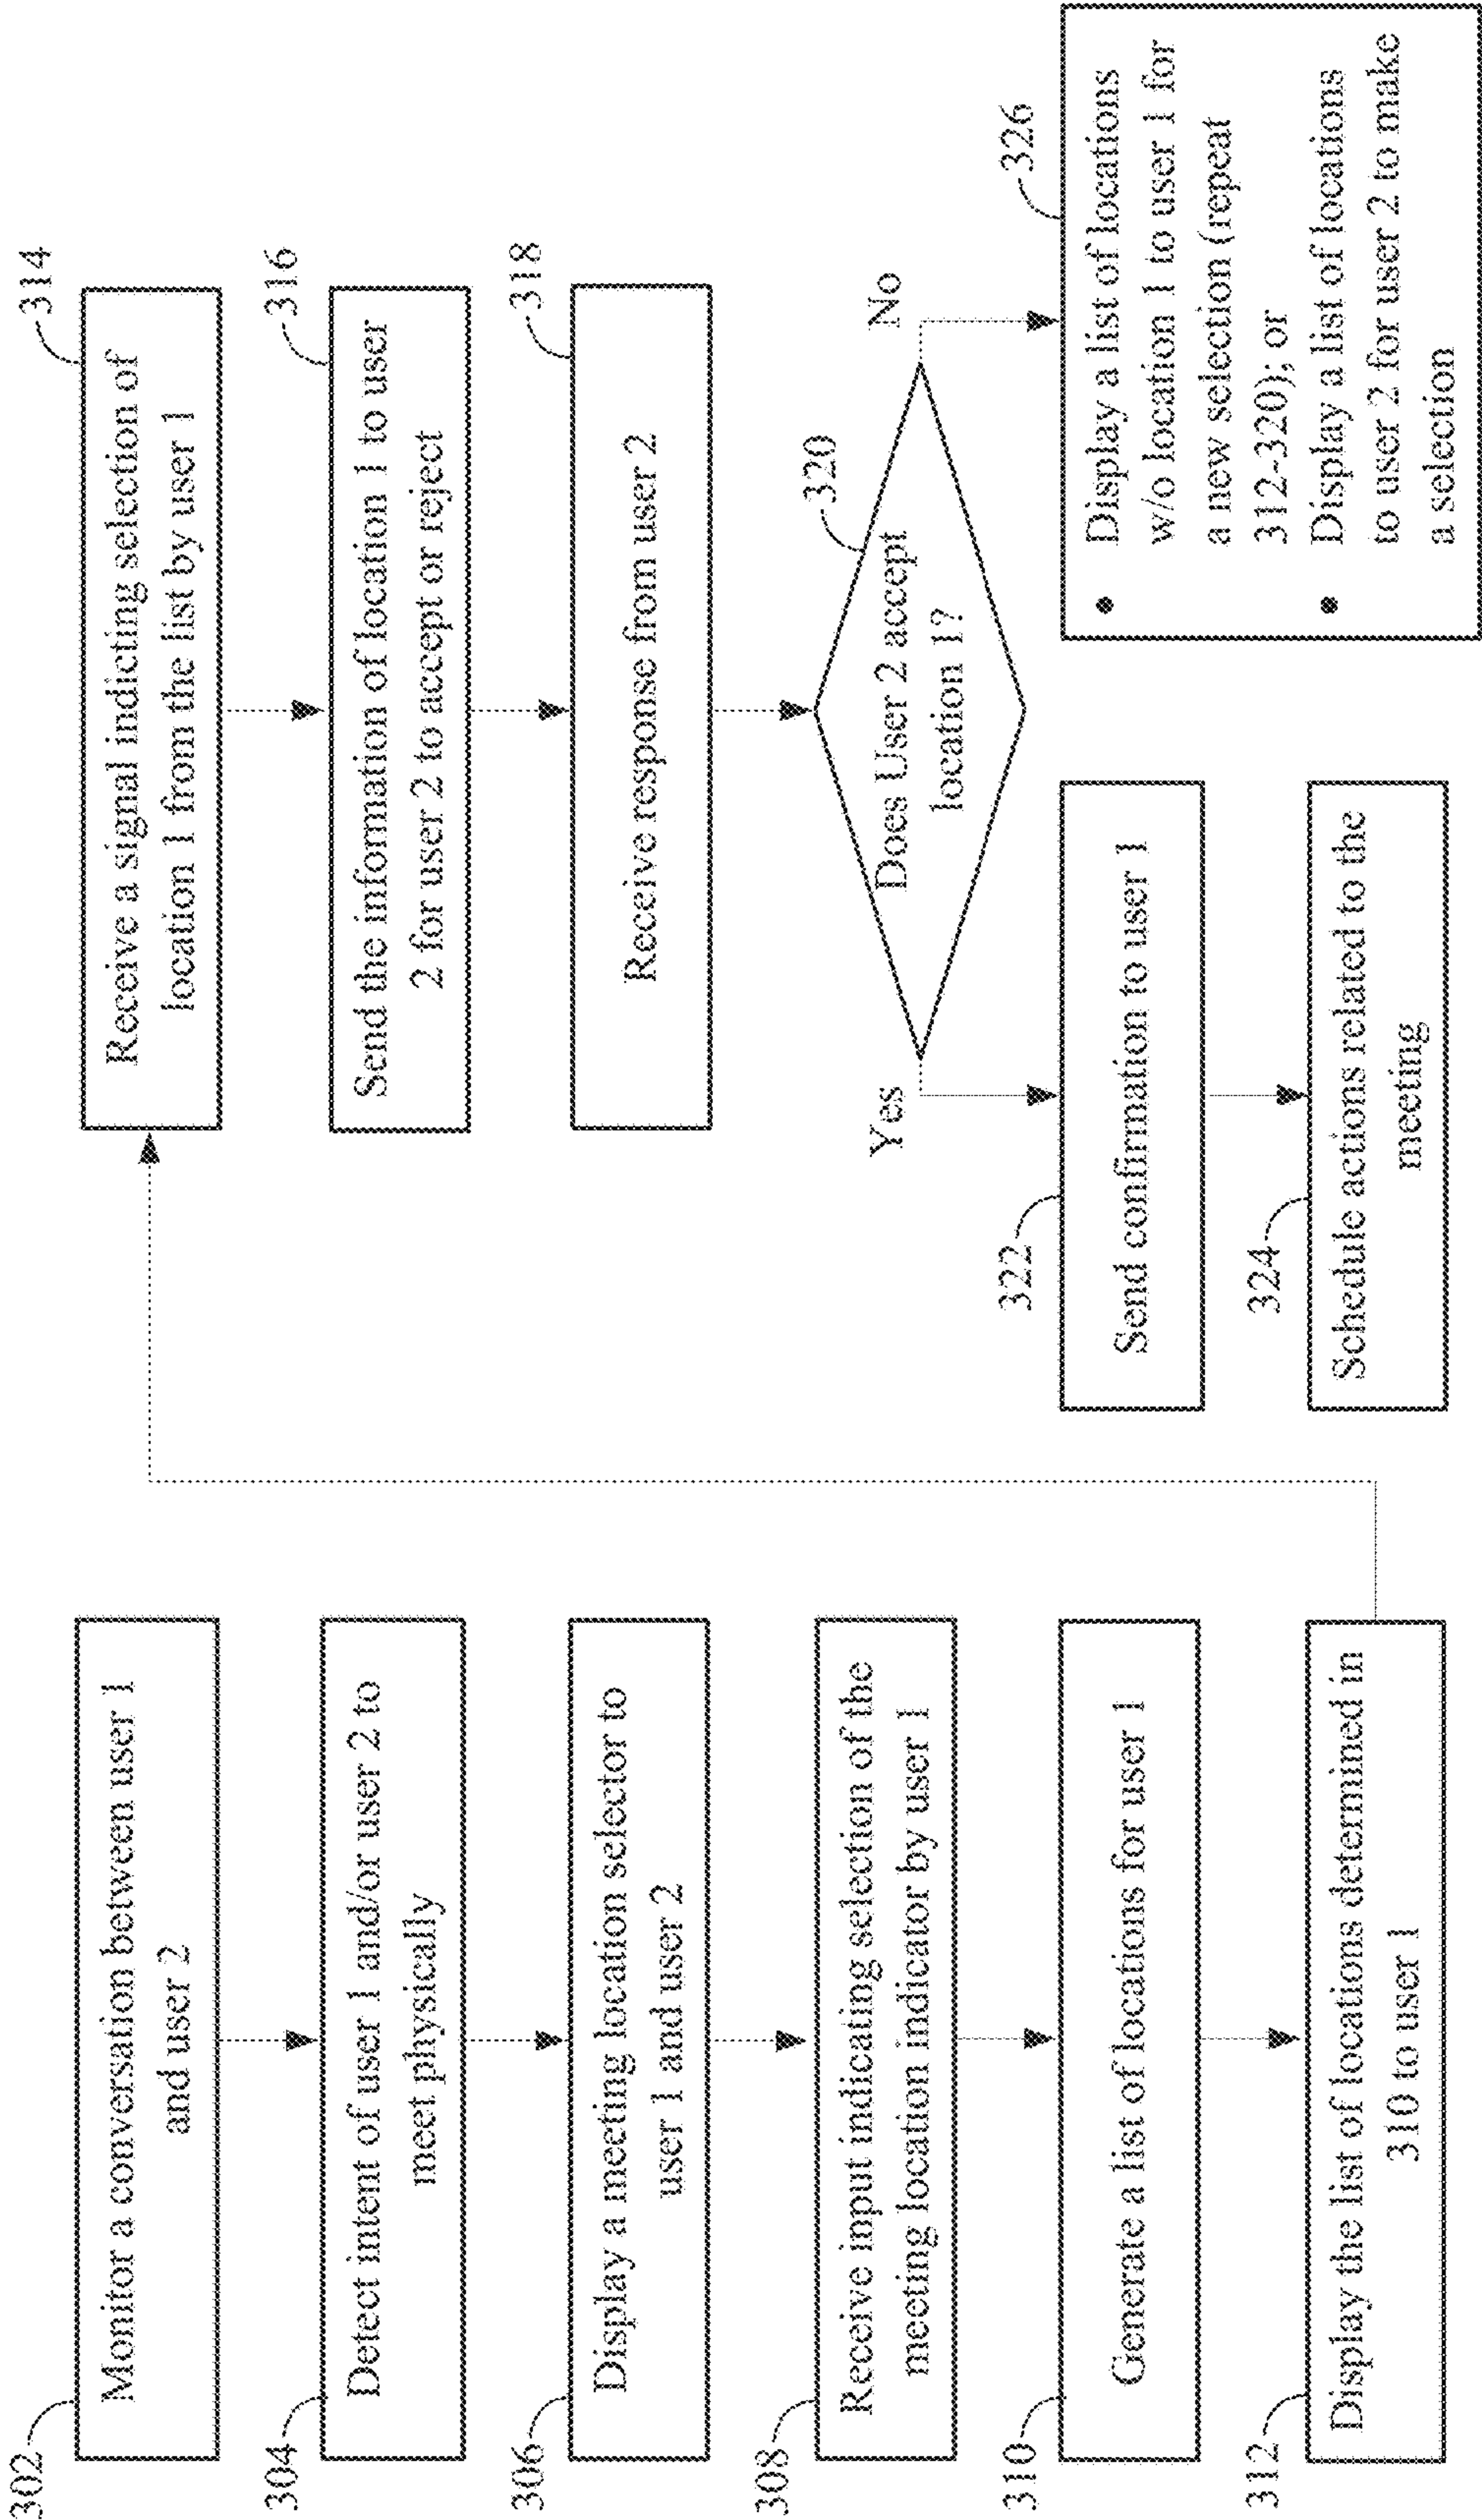 302
Monitor a conversation between user 1
and user 2
304
Detect intent of user 1 and/or user 2 to
meet physically
306
Display a meeting location selector to
user 1 and user 2
308
Receive input indicating selection of the
meeting location indicator by user 1
310
Generate a list of locations for user 1
312
Display the list of locations determined in
310 to user 1
314
Receive a signal indicting selection of
location 1 from the list by user 1
316
Send the information of location 1 to user
2 for user 2 to accept or reject
318
Receive response from user 2
320
Does User 2 accept
location 1?
Yes
No
322
Send confirmation to user 1
324
Schedule actions related to the
meeting
326
• Display a list of locations
w/o location 1 to user 1 for
a new selection (repeat
312-320); or
• Display a list of locations
to user 2 for user 2 to make
a selection